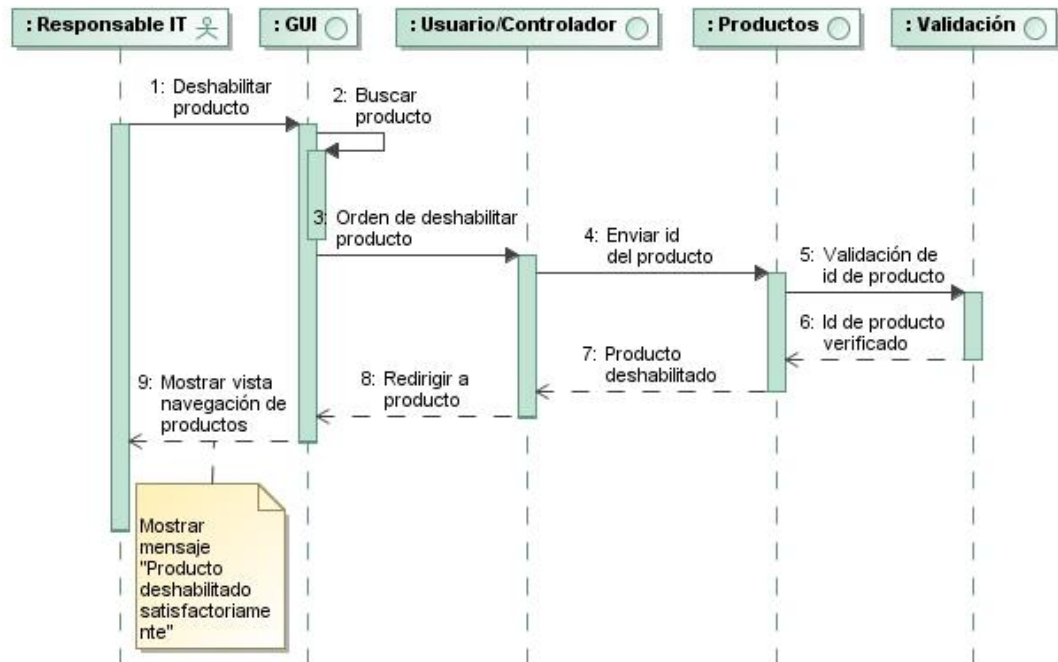 : Responsable IT
: GUI
: Usuario/Controlador
: Productos
: Validación
1: Deshabilitar
producto
2: Buscar
producto
3: Orden de deshabilitar
producto
4: Enviar id
del producto
5: Validación de
id de producto
6: Id de producto
verificado
7: Producto
deshabilitado
8: Redirigir a
producto
9: Mostrar vista
navegación de
productos
Mostrar
mensaje
"Producto
deshabilitado
satisfactoriame
nte"